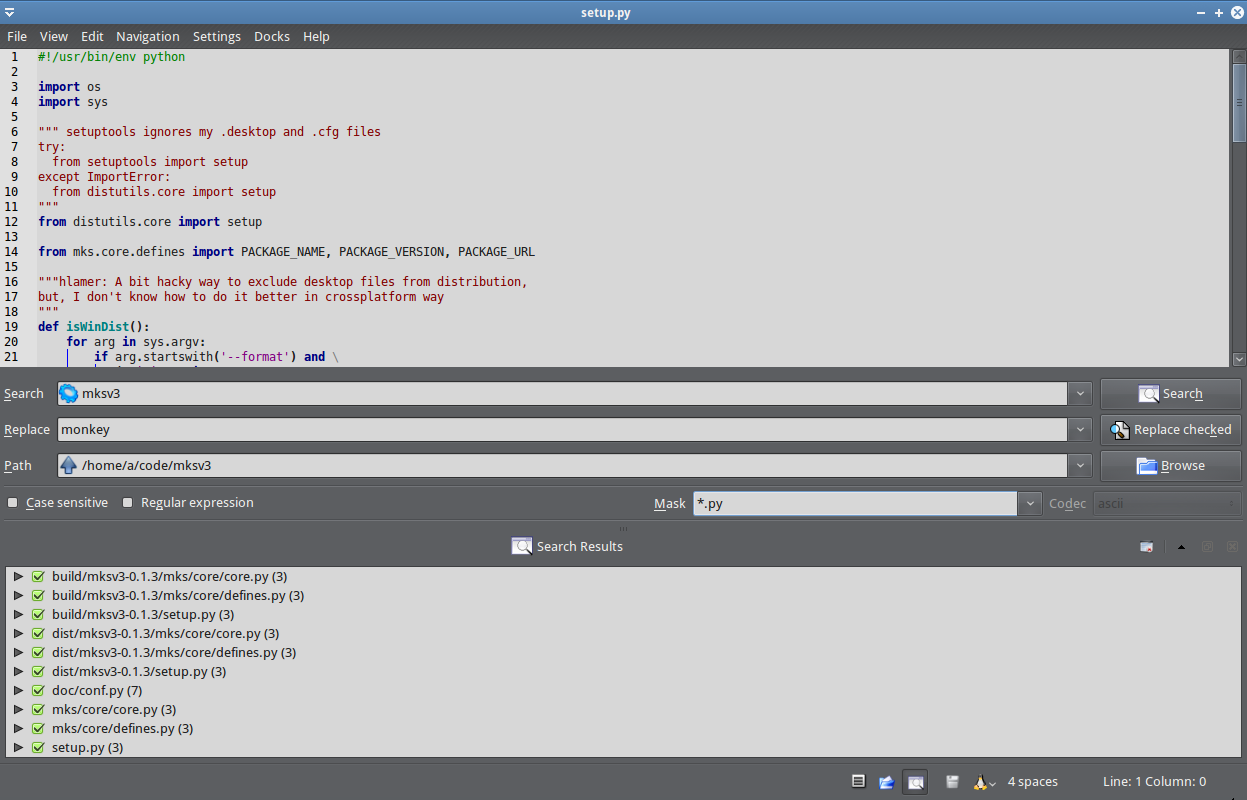 setup.py
File View Edit Navigation Settings Docks Help
1 #!/usr/bin/env python
2
3 import os
4 import sys
5
6 """ setuptools ignores my .desktop and .cfg files
7 try:
8   from setuptools import setup
9 except ImportError:
10   from distutils.core import setup
11 """
12 from distutils.core import setup
13
14 from mks.core.defines import PACKAGE_NAME, PACKAGE_VERSION, PACKAGE_URL
15
16 """hlamer: A bit hacky way to exclude desktop files from distribution,
17 but, I don't know how to do it better in crossplatform way
18 """
19 def isWinDist():
20     for arg in sys.argv:
21         if arg.startswith('--format') and \
Search mksv3 Search
Replace monkey Replace checked
Path /home/a/code/mksv3 Browse
Case sensitive Regular expression Mask *.py Codec ascii
Search Results
build/mksv3-0.1.3/mks/core/core.py (3)
build/mksv3-0.1.3/mks/core/defines.py (3)
build/mksv3-0.1.3/setup.py (3)
dist/mksv3-0.1.3/mks/core/core.py (3)
dist/mksv3-0.1.3/mks/core/defines.py (3)
dist/mksv3-0.1.3/setup.py (3)
doc/conf.py (7)
mks/core/core.py (3)
mks/core/defines.py (3)
setup.py (3)
4 spaces Line: 1 Column: 0